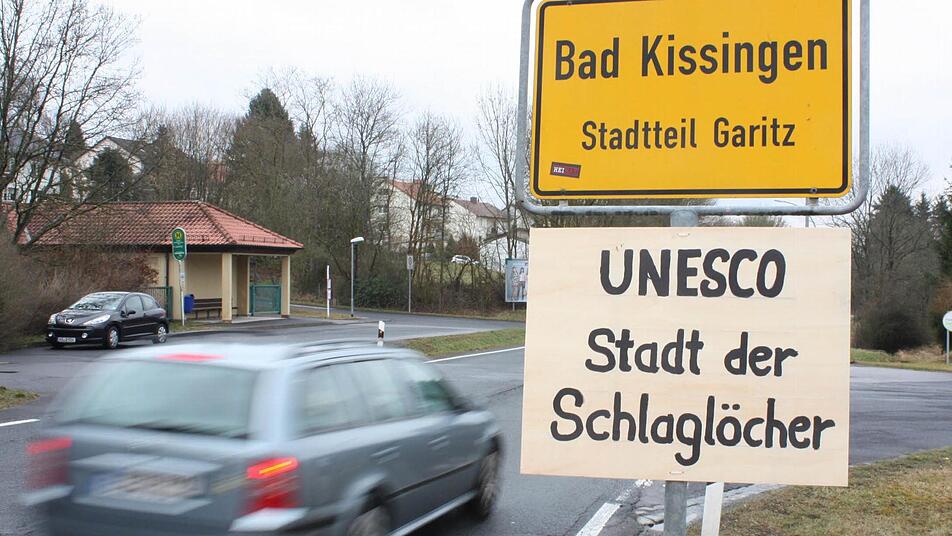 Bad Kissingen
Stadtteil Garitz
UNESCO
Stadt der
Schlaglöcher
H